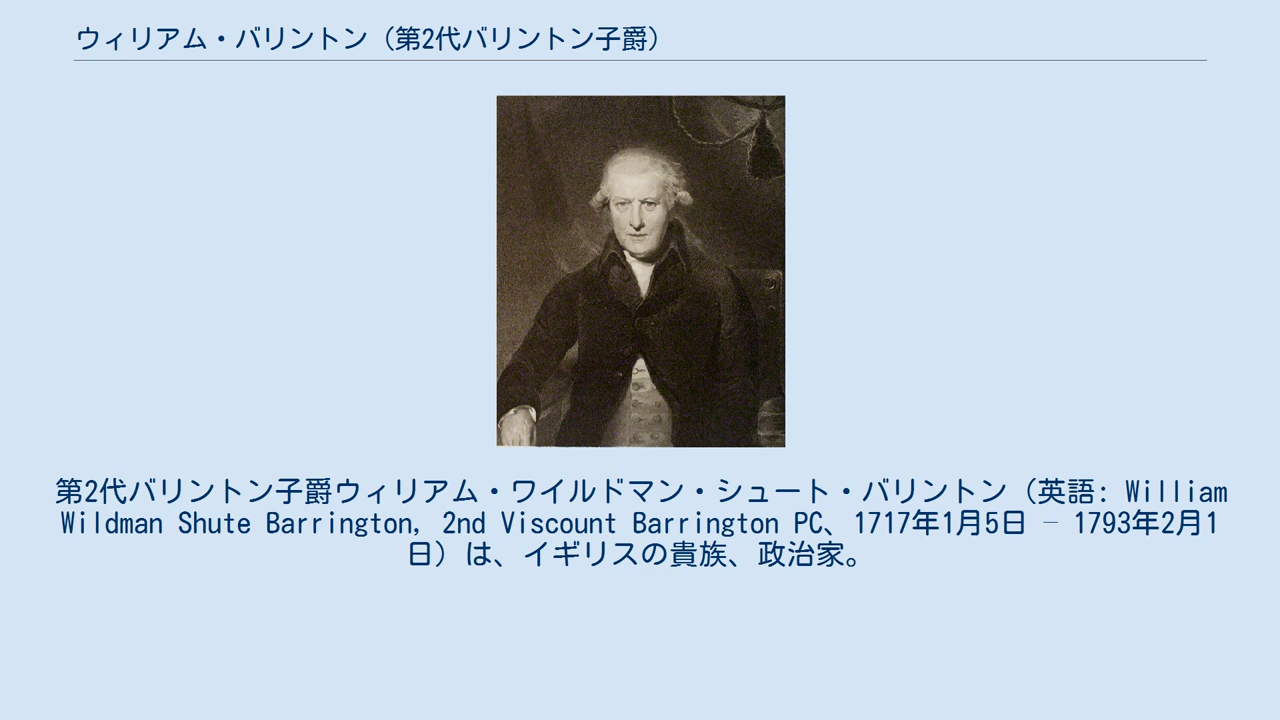 ウィリアム・バリントン（第2代バリントン子爵）
第2代バリントン子爵ウィリアム・ワイルドマン・シュート・バリントン（英語: William
Wildman Shute Barrington, 2nd Viscount Barrington PC、1717年1月5日 – 1793年2月1
日）は、イギリスの貴族、政治家。